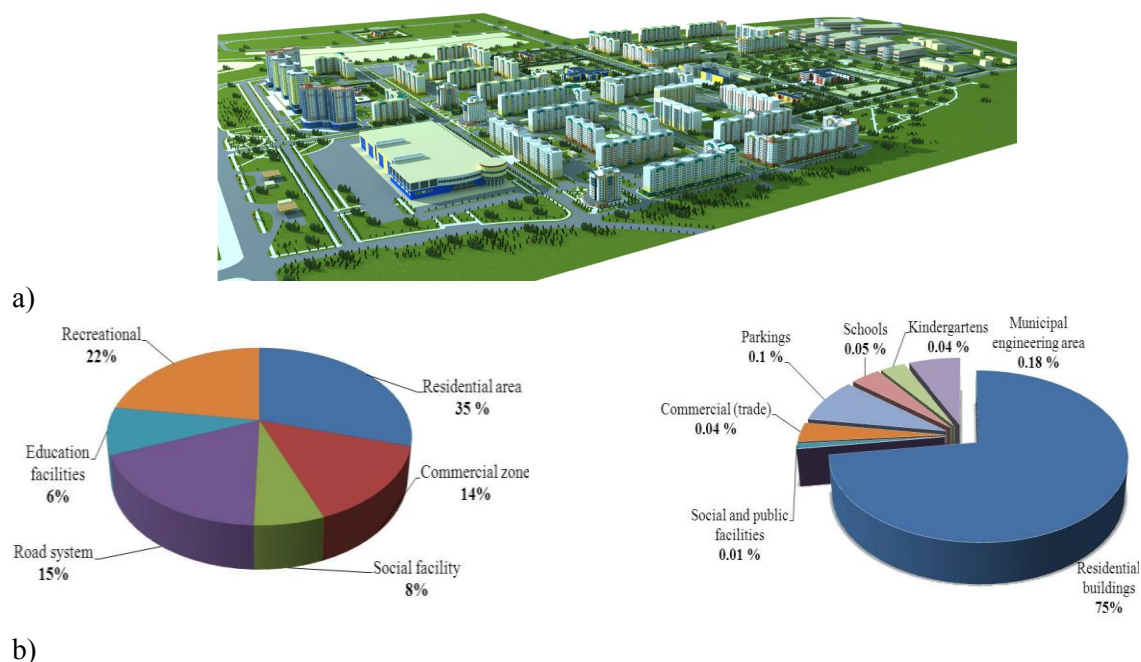 a)
Recreational
22%
Residential area
35 %
Education
facilities
6%
Commercial zone
14%
Road system
15%
Social facility
8%
Parkings
0.1 %
Schools
0.05 %
Kindergartens
0.04 %
Municipal
engineering area
0.18 %
Commercial (trade)
0.04 %
Social and public
facilities
0.01 %
Residential
buildings
75%
b)